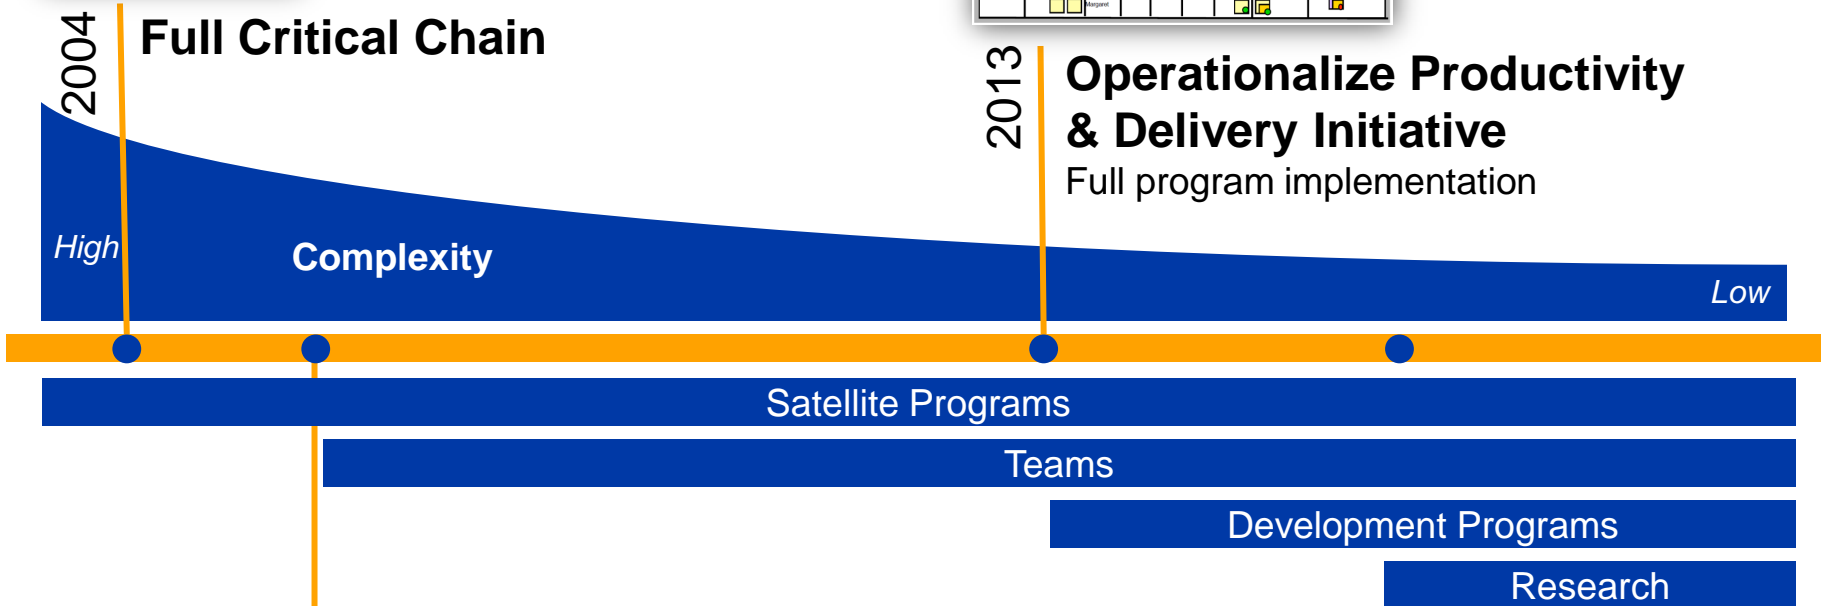 2004
Full Critical Chain
Margaret
2013
Operationalize Productivity
& Delivery Initiative
Full program implementation
High
Complexity
Low
Satellite Programs
Teams
Development Programs
Research